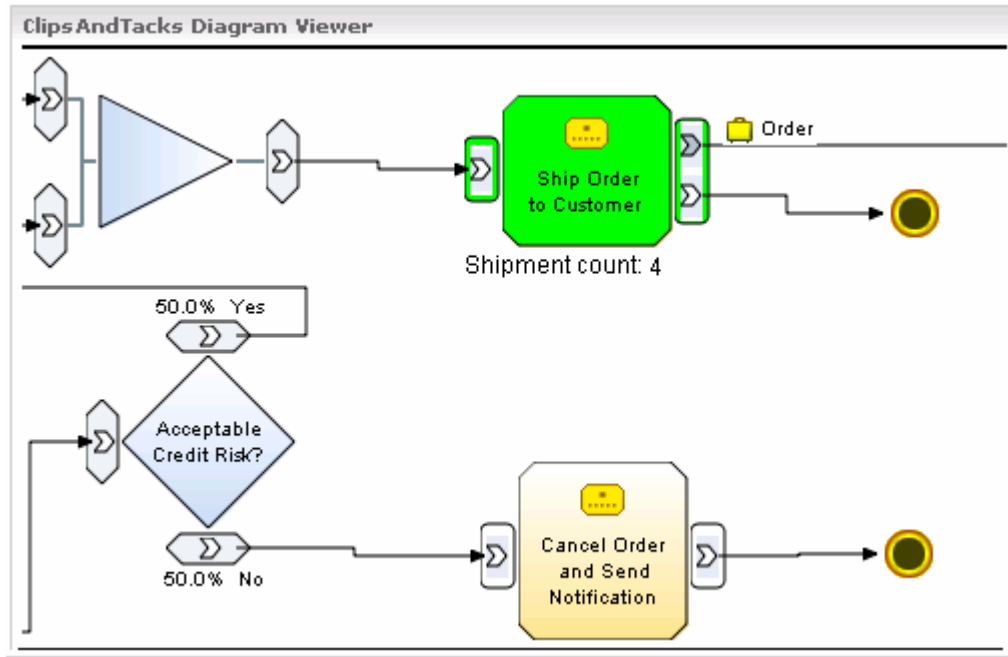 ClipsAndTacks Diagram Viewer
Order
Ship Order
to Customer
Shipment count: 4
50.0% Yes
Acceptable
Credit Risk?
50.0% No
Cancel Order
and Send
Notification